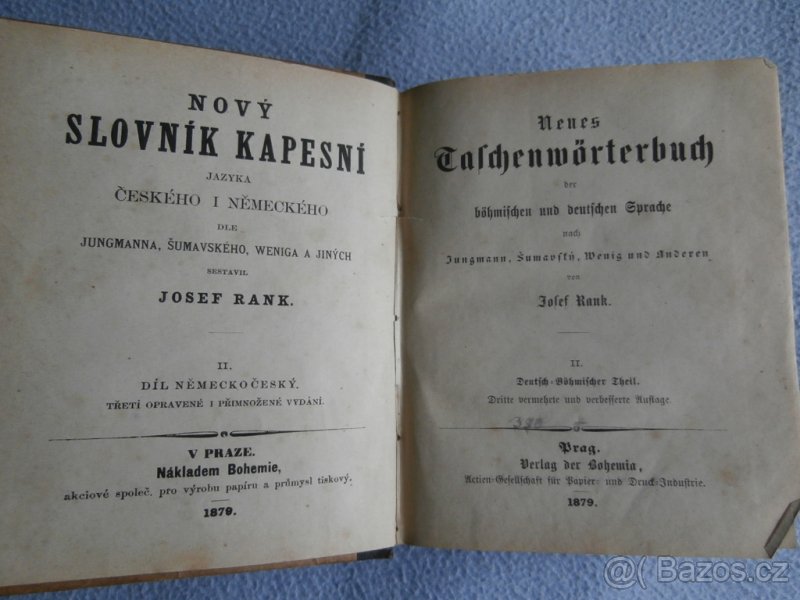 NOVÝ
SLOVNÍK KAPESNÍ
JAZYKA
ČESKÉHO I NĚMECKÉHO
DLE
JUNGMANNA, ŠUMAVSKÉHO, WENIGA A JINÝCH
SESTAVIL
JOSEF RANK.
II.
DÍL NĚMECKOČESKÝ.
TŘETÍ OPRAVENÉ I PŘIMNOŽENÉ VYDÁNÍ.
V PRAZE.
Nákladem Bohemie,
akciové společ. pro výrobu papíru a průmysl tiskový.
1879.
Neues
Taschenwörterbuch
der
böhmischen und deutschen Sprache
nach
Jungmann, Šumavský, Wenig und Anderen
von
Josef Rank.
II.
Deutsch-Böhmischer Theil.
Dritte vermehrte und verbesserte Auflage.
Prag.
Verlag der Bohemia,
Actien-Gesellschaft für Papier- und Druck-Industrie.
1879.
@ Bazos.cz